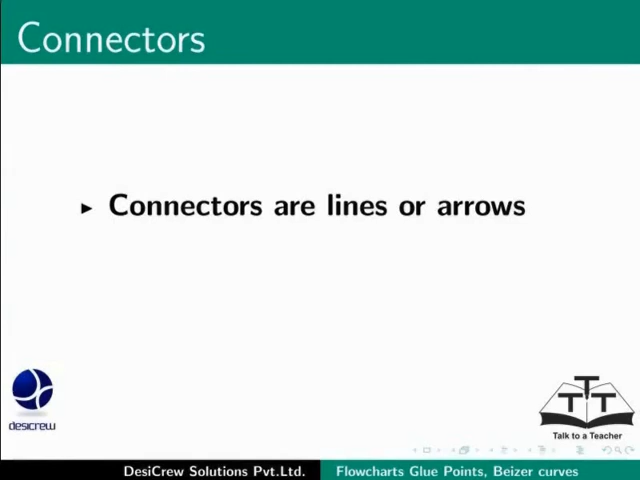 Connectors
Connectors are lines or arrows
desicrew
TTT
Talk to a Teacher
DesiCrew Solutions Pvt.Ltd.
Flowcharts Glue Points, Beizer curves